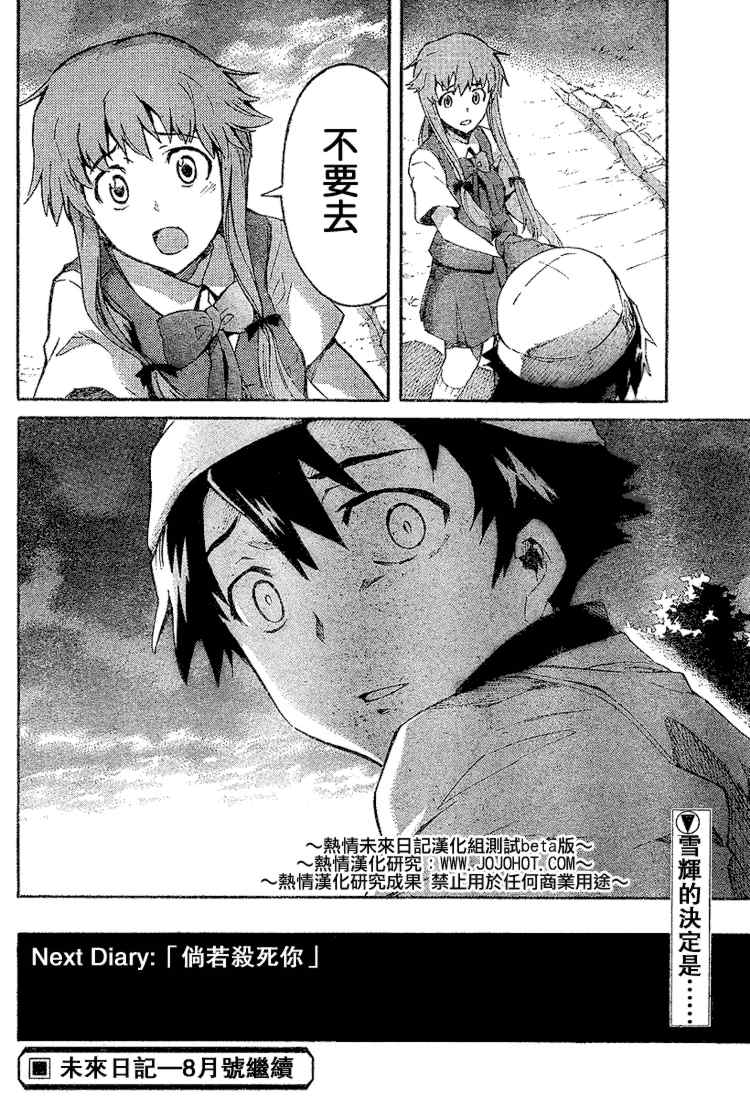 不要去
～熱情未來日記漢化組測試beta版～
～熱情漢化研究：WWW.JOJOHOT.COM～
～熱情漢化研究成果 禁止用於任何商業用途～
雪輝的決定是……
Next Diary:「倘若殺死你」
未來日記—8月號繼續